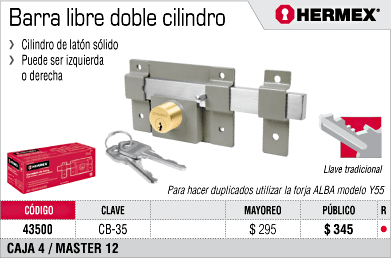 Barra libre doble cilindro
HERMEX®
Cilindro de latón sólido
Puede ser izquierda
o derecha
HERMEX
Llave tradicional
Para hacer duplicados utilizar la forja ALBA modelo Y55
CÓDIGO CLAVE MAYOREO PÚBLICO R
43500 CB-35 $ 295 $ 345 ●
CAJA 4 / MASTER 12